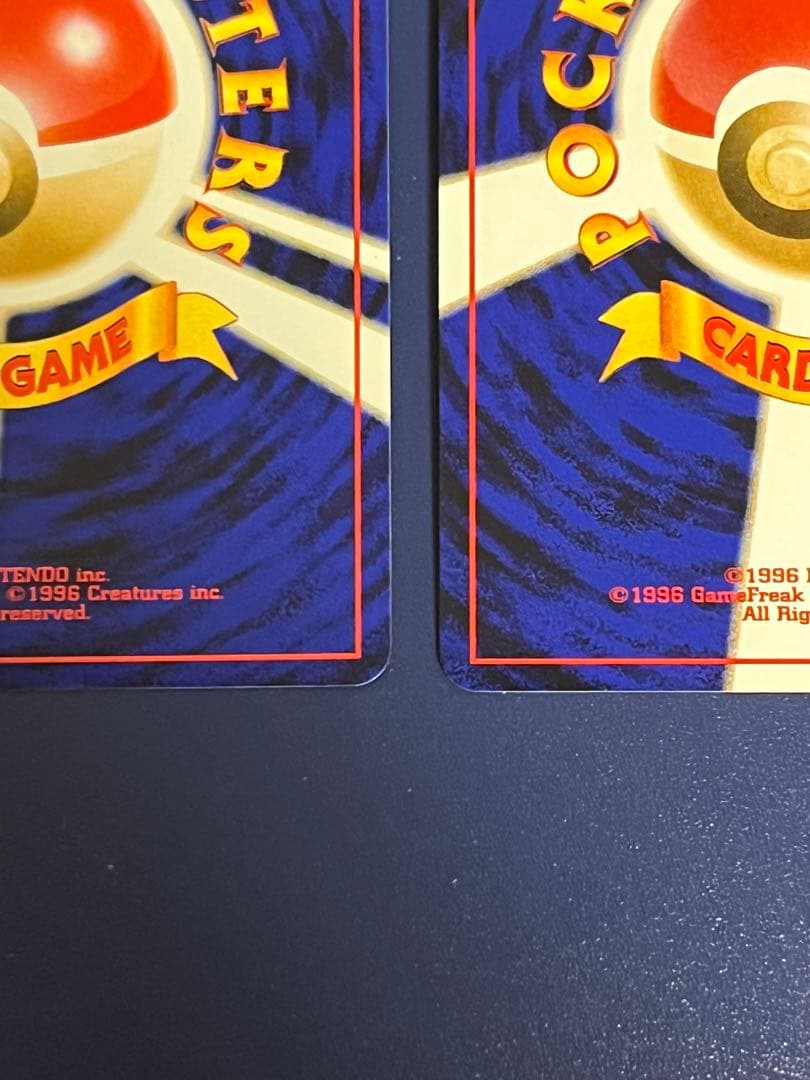 TERS
GAME
TENDO inc.
©1996 Creatures inc.
reserved.
POCK
CARD
©1996
©1996 GameFreak
All Rig